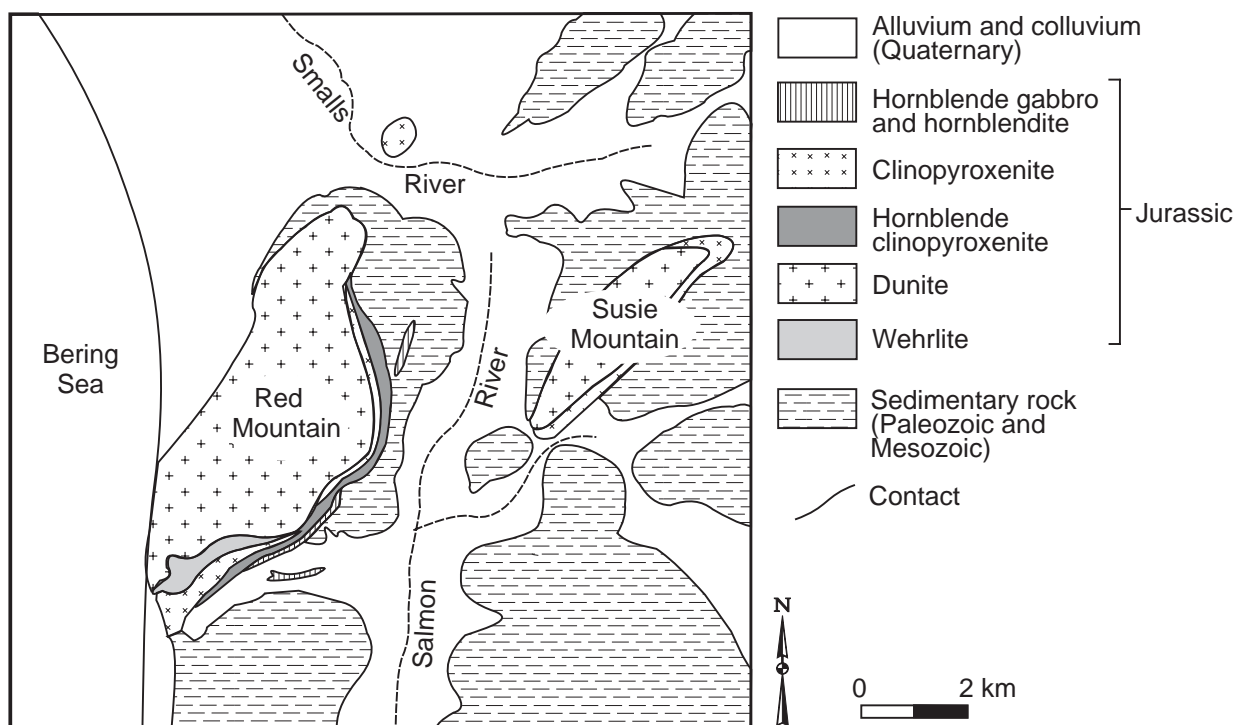 Smalls
River
Bering
Sea
Red
Mountain
Susie
Mountain
River
Salmon
Alluvium and colluvium
(Quaternary)
Hornblende gabbro
and hornblendite
Clinopyroxenite
Hornblende
clinopyroxenite
Dunite
Wehrlite
Jurassic
Sedimentary rock
(Paleozoic and
Mesozoic)
Contact
N
0 2 km